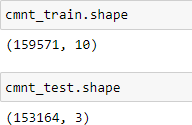 cmnt_train.shape
(159571, 10)
cmnt_test.shape
(153164, 3)